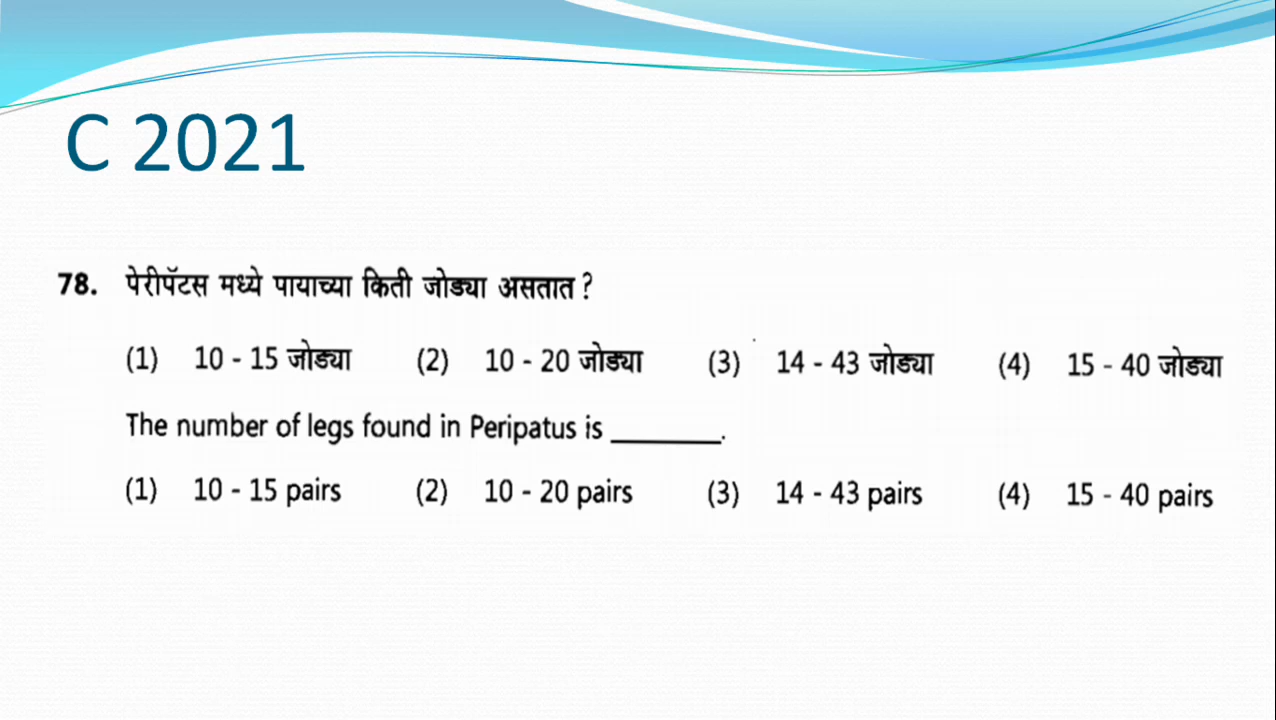 C 2021
78. पेरीपॅटस मध्ये पायाच्या किती जोड्या असतात ?
(1) 10 - 15 जोड्या (2) 10 - 20 जोड्या (3) 14 - 43 जोड्या (4) 15 - 40 जोड्या
The number of legs found in Peripatus is ________.
(1) 10 - 15 pairs (2) 10 - 20 pairs (3) 14 - 43 pairs (4) 15 - 40 pairs